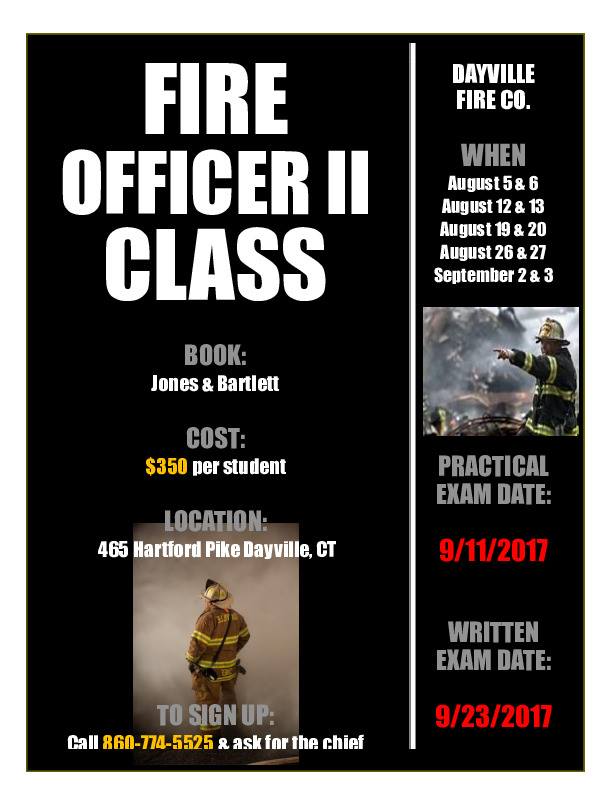 FIRE
OFFICER II
CLASS
BOOK:
Jones & Bartlett
COST:
$350 per student
LOCATION:
465 Hartford Pike Dayville, CT
TO SIGN UP:
Call 860-774-5525 & ask for the chief
DAYVILLE
FIRE CO.
WHEN
August 5 & 6
August 12 & 13
August 19 & 20
August 26 & 27
September 2 & 3
PRACTICAL
EXAM DATE:
9/11/2017
WRITTEN
EXAM DATE:
9/23/2017